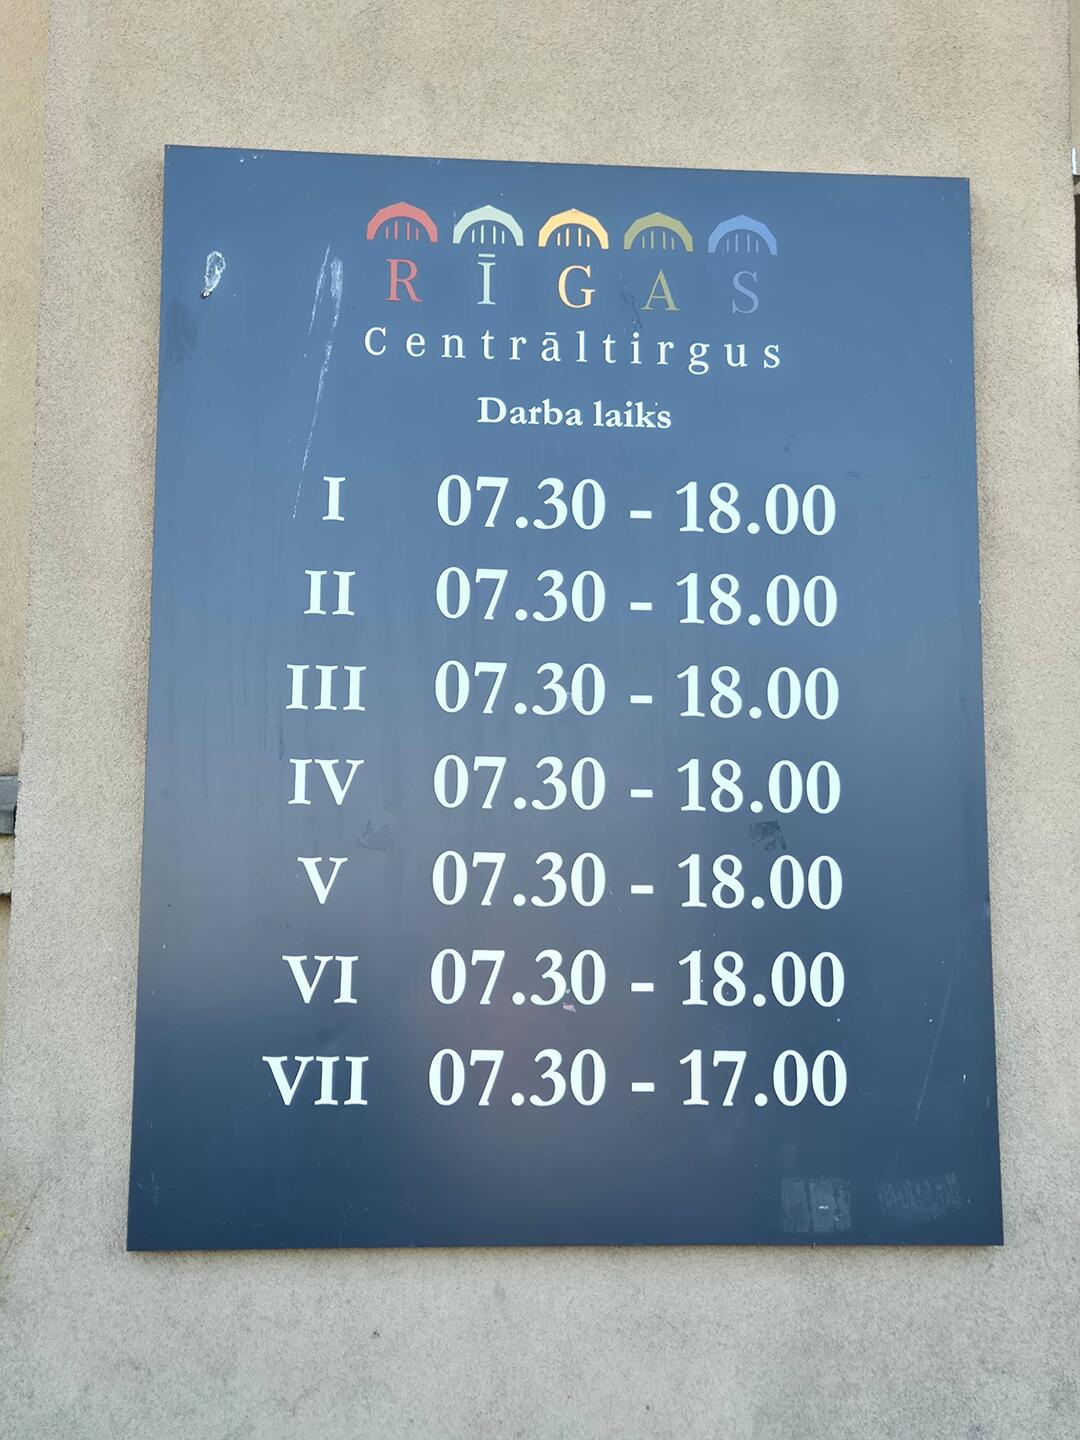 RĪGAS
Centrāltirgus
Darba laiks
I 07.30 - 18.00
II 07.30 - 18.00
III 07.30 - 18.00
IV 07.30 - 18.00
V 07.30 - 18.00
VI 07.30 - 18.00
VII 07.30 - 17.00